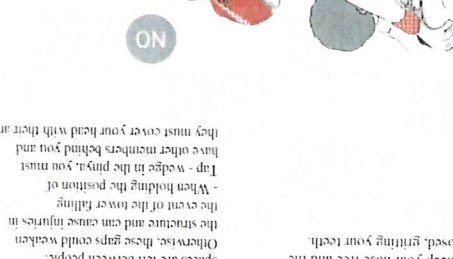 keep your nose free and the
closed, gritting your teeth.
spaces are left between people.
Otherwise, these gaps could weaken
the structure and can cause injuries in
the event of the tower falling
- When holding the position of
Tap - wedge in the pinya, you must
have other members behind you and
they must cover your head with their
NO